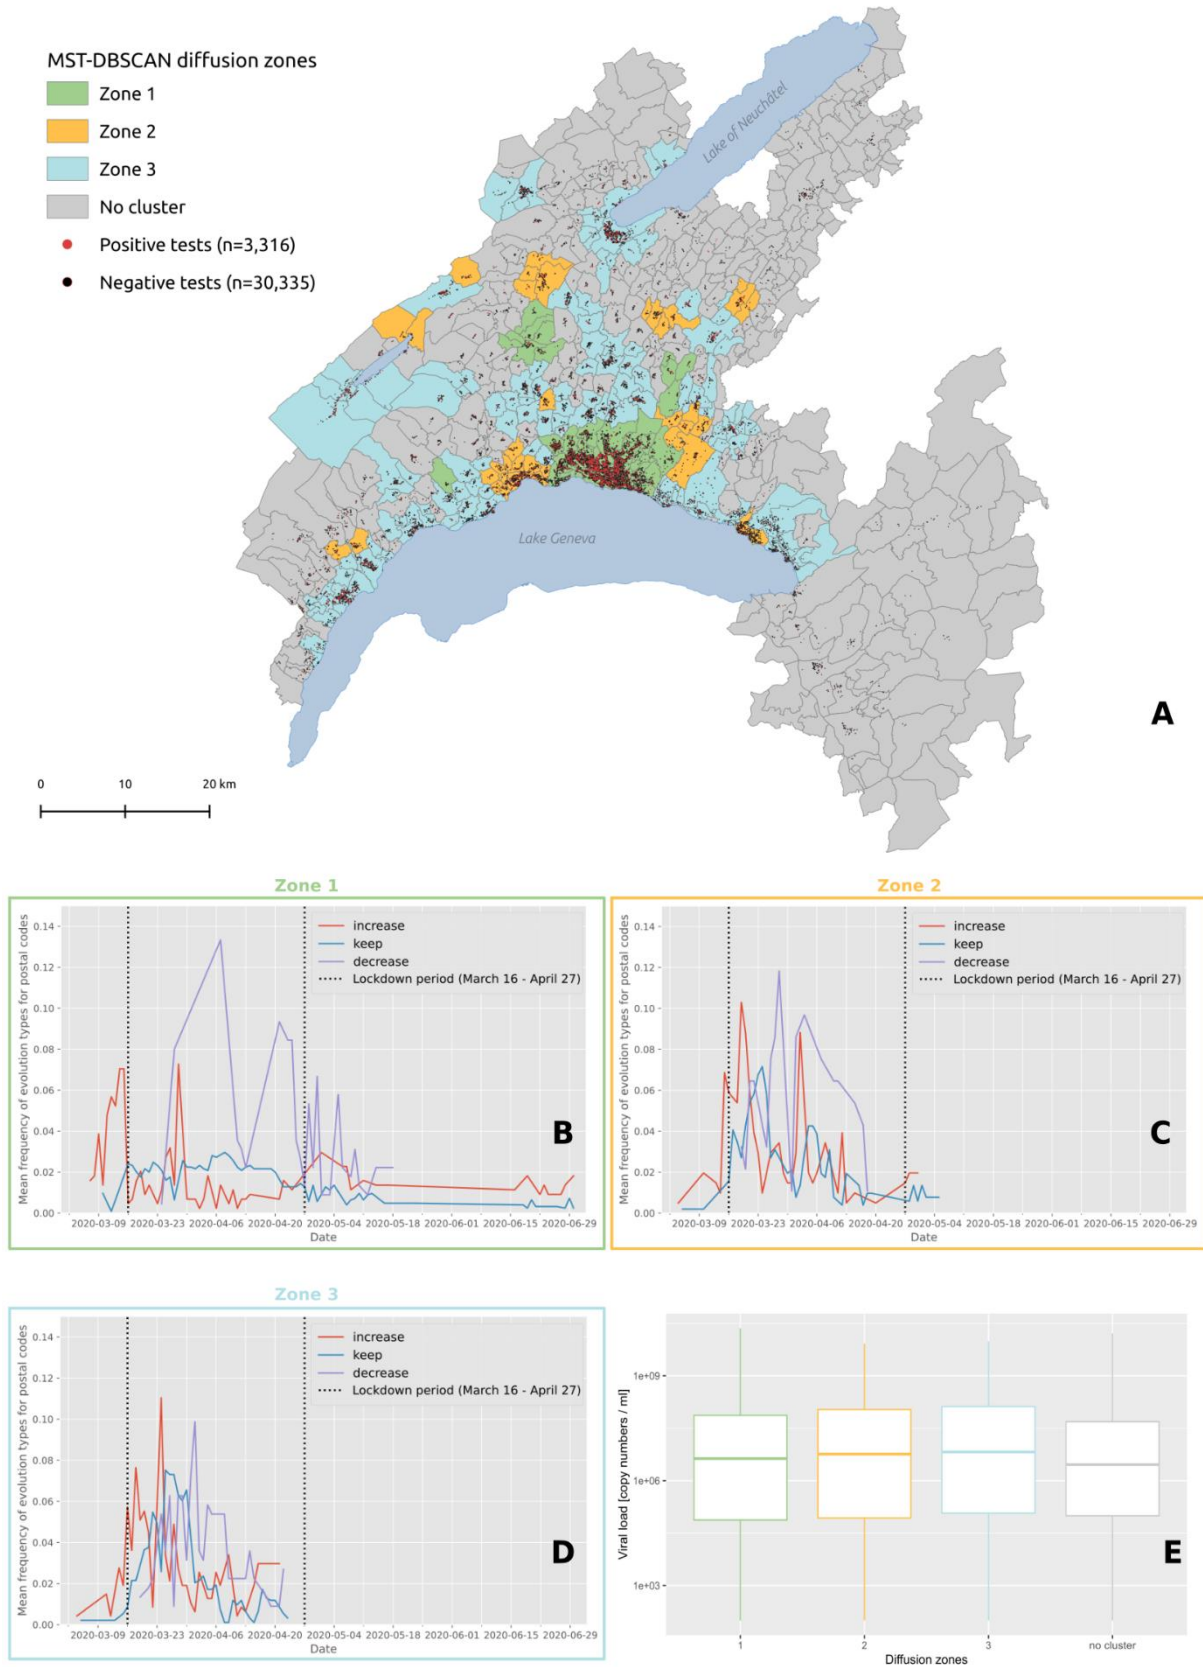 MST-DBSCAN diffusion zones
Zone 1
Zone 2
Zone 3
No cluster
Positive tests (n=3,316)
Negative tests (n=30,335)
Lake of Neuchâtel
Lake Geneva
A
0 10 20 km
Zone 1
Mean frequency of evolution types for postal codes
0.14
0.12
0.10
0.08
0.06
0.04
0.02
0.00
increase
keep
decrease
Lockdown period (March 16 - April 27)
B
2020-03-09 2020-03-23 2020-04-06 2020-04-20 2020-05-04 2020-05-18 2020-06-01 2020-06-15 2020-06-29
Date
Zone 2
Mean frequency of evolution types for postal codes
0.14
0.12
0.10
0.08
0.06
0.04
0.02
0.00
increase
keep
decrease
Lockdown period (March 16 - April 27)
C
2020-03-09 2020-03-23 2020-04-06 2020-04-20 2020-05-04 2020-05-18 2020-06-01 2020-06-15 2020-06-29
Date
Zone 3
Mean frequency of evolution types for postal codes
0.14
0.12
0.10
0.08
0.06
0.04
0.02
0.00
increase
keep
decrease
Lockdown period (March 16 - April 27)
D
2020-03-09 2020-03-23 2020-04-06 2020-04-20 2020-05-04 2020-05-18 2020-06-01 2020-06-15 2020-06-29
Date
Viral load [copy numbers / ml]
1e+09
1e+06
1e+03
E
1 2 3 no cluster
Diffusion zones